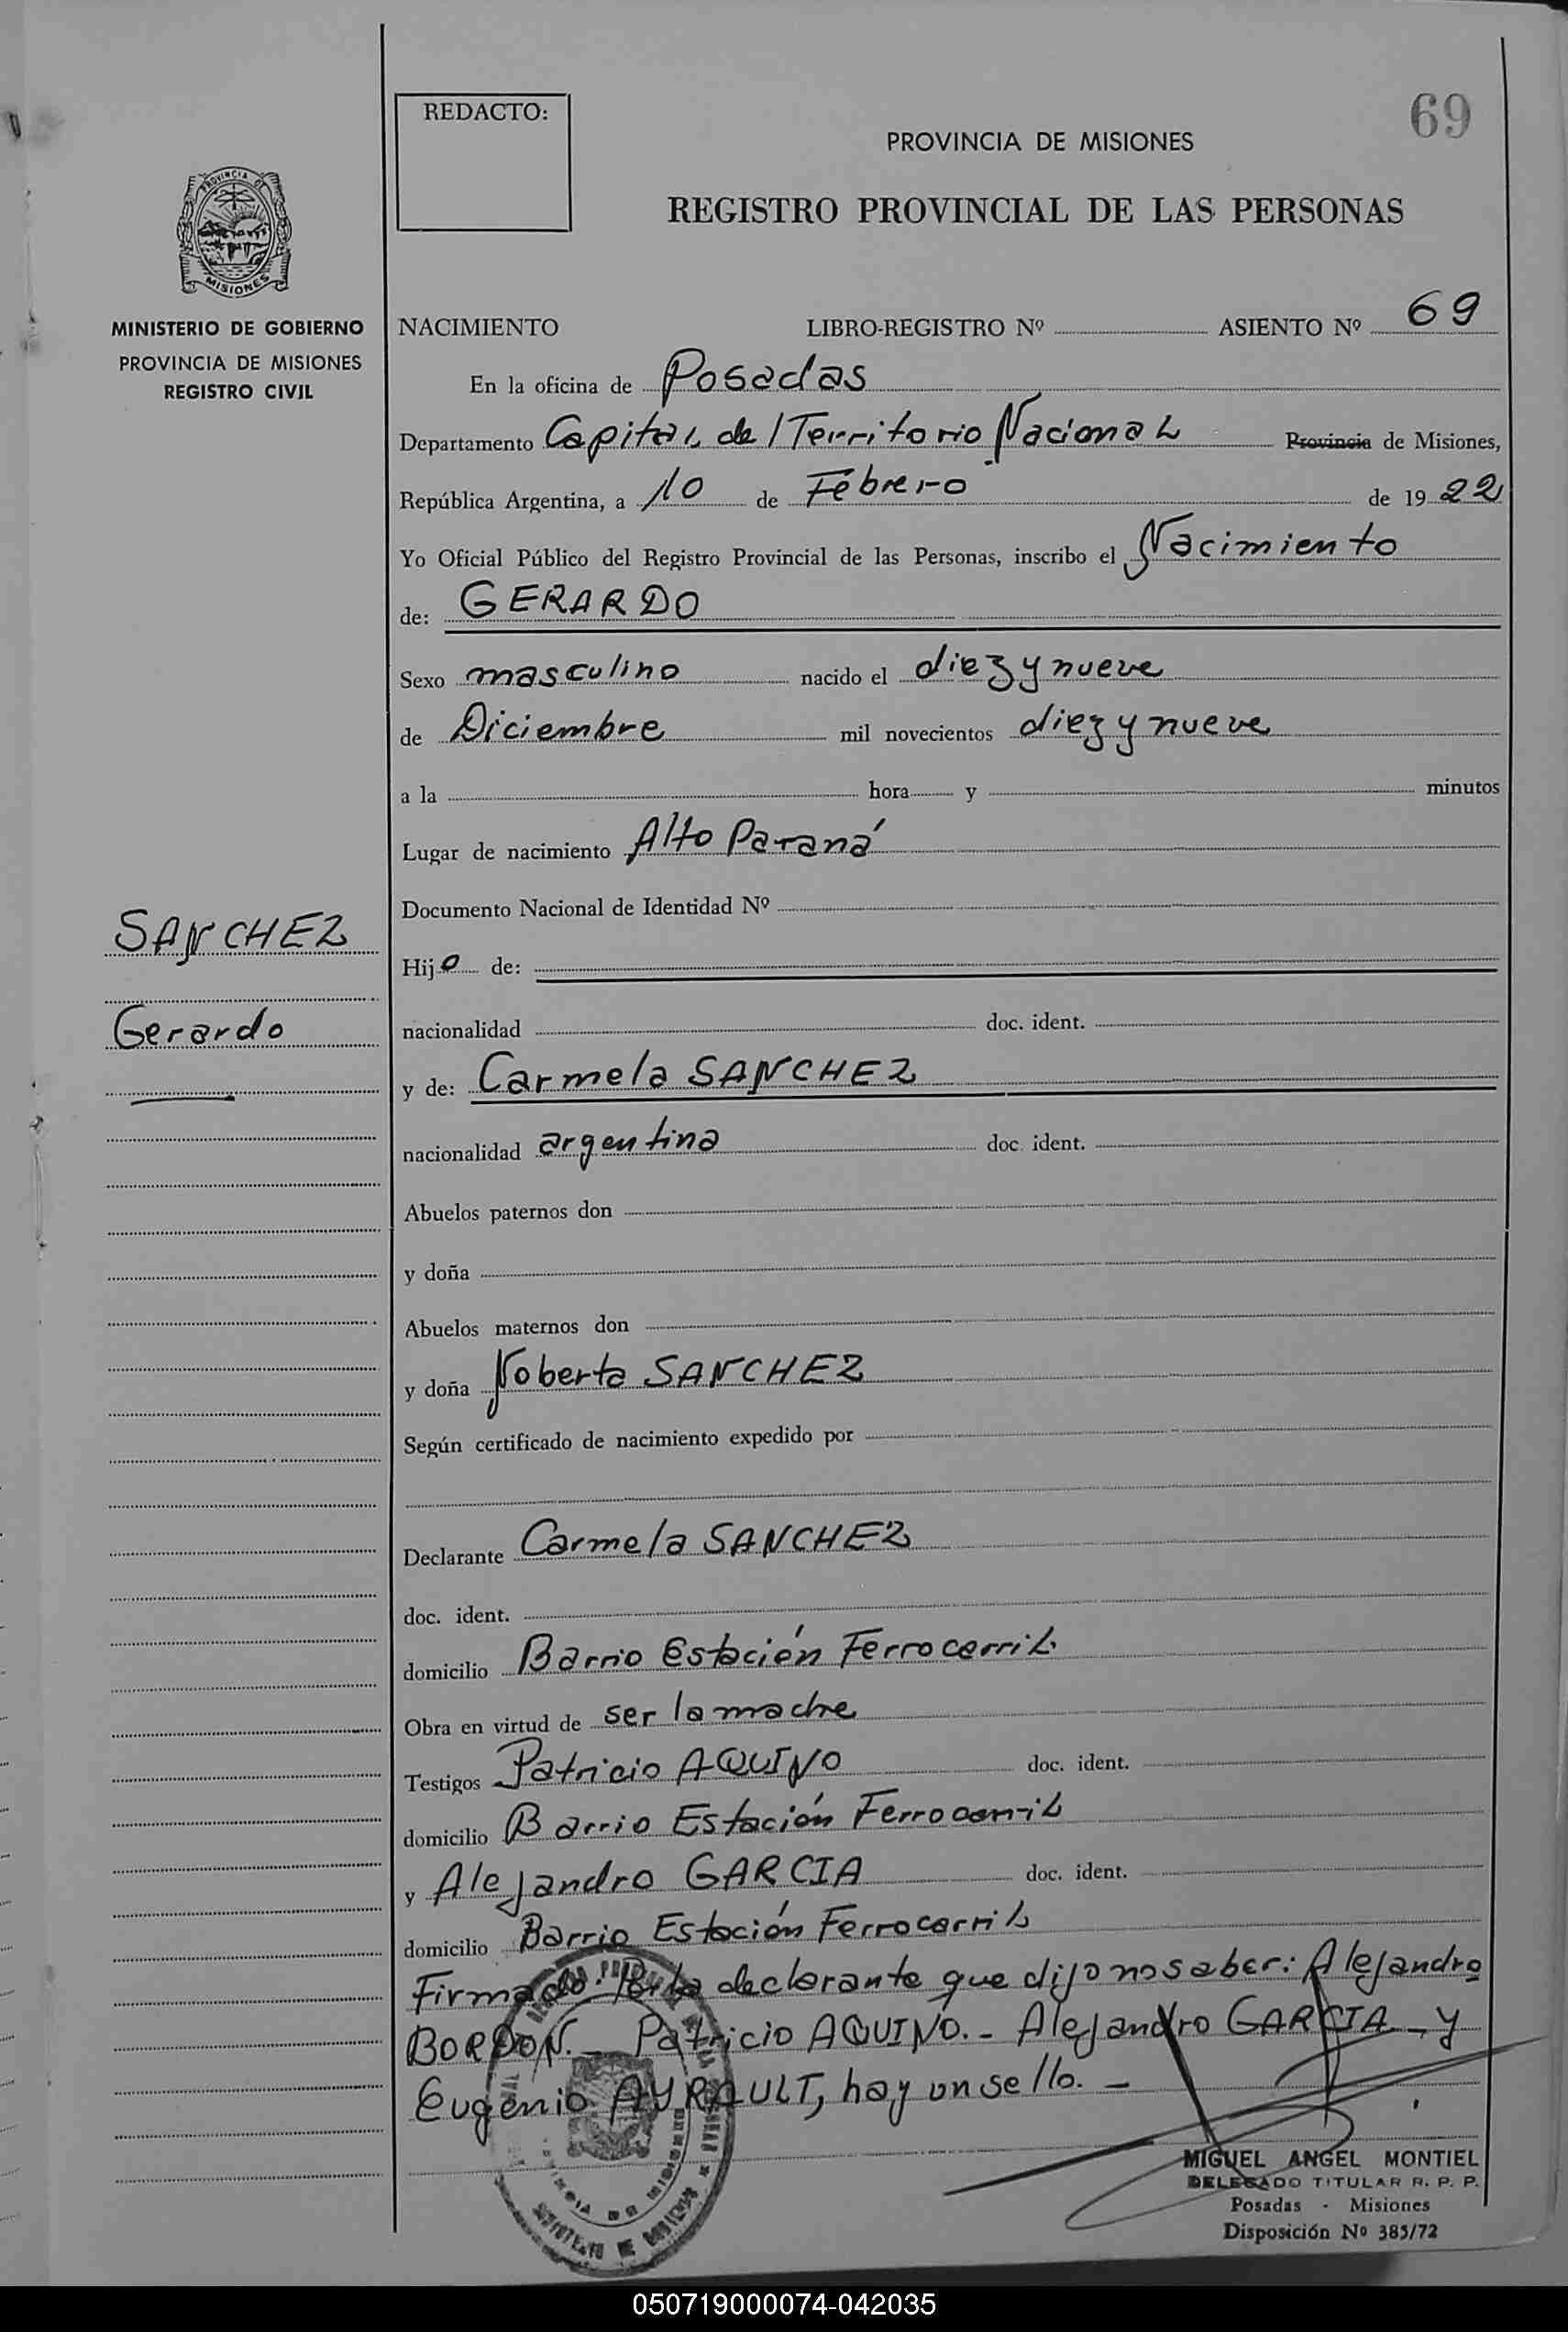 REDACTO:
69
PROVINCIA DE MISIONES
REGISTRO PROVINCIAL DE LAS PERSONAS
PROVINCIA DE
MISIONES
MINISTERIO DE GOBIERNO
PROVINCIA DE MISIONES
REGISTRO CIVIL
NACIMIENTO LIBRO-REGISTRO Nº ASIENTO Nº 69
En la oficina de Posadas
Departamento Capital del Territorio Nacional Provincia de Misiones,
República Argentina, a 10 de Febrero de 1922
Yo Oficial Público del Registro Provincial de las Personas, inscribo el Nacimiento
de: GERARDO
Sexo masculino nacido el diez y nueve
de Diciembre mil novecientos diez y nueve
a la hora y minutos
Lugar de nacimiento Alto Paraná
Documento Nacional de Identidad Nº
SANCHEZ
Gerardo
Hijo de:
nacionalidad doc. ident.
y de: Carmela SANCHEZ
nacionalidad argentina doc. ident.
Abuelos paternos don
y doña
Abuelos maternos don
y doña Noberta SANCHEZ
Según certificado de nacimiento expedido por
Declarante Carmela SANCHEZ
doc. ident.
domicilio Barrio Estación Ferrocarril
Obra en virtud de ser la madre
Testigos Patricio AQUINO doc. ident.
domicilio Barrio Estación Ferrocarril
y Alejandro GARCIA doc. ident.
domicilio Barrio Estación Ferrocarril
Firmado: Por la declarante que dijo no saber: Alejandro
BORDON.- Patricio AQUINO.- Alejandro GARCIA - y
Eugenio AYRAULT, hay un sello. -
MIGUEL ANGEL MONTIEL
DELEGADO TITULAR R. P. P.
Posadas - Misiones
Disposición Nº 385/72
050719000074-042035